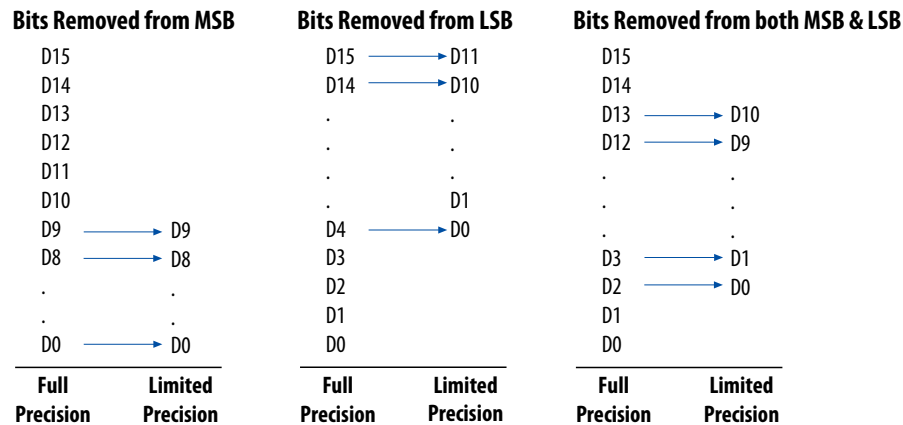 Bits Removed from MSB
D15
D14
D13
D12
D11
D10
D9 D9
D8 D8
. .
. .
D0 D0
Full Limited
Precision Precision
Bits Removed from LSB
D15 D11
D14 D10
. .
. .
. .
. D1
D4 D0
D3
D2
D1
D0
Full Limited
Precision Precision
Bits Removed from both MSB & LSB
D15
D14
D13 D10
D12 D9
. .
. .
. .
D3 D1
D2 D0
D1
D0
Full Limited
Precision Precision